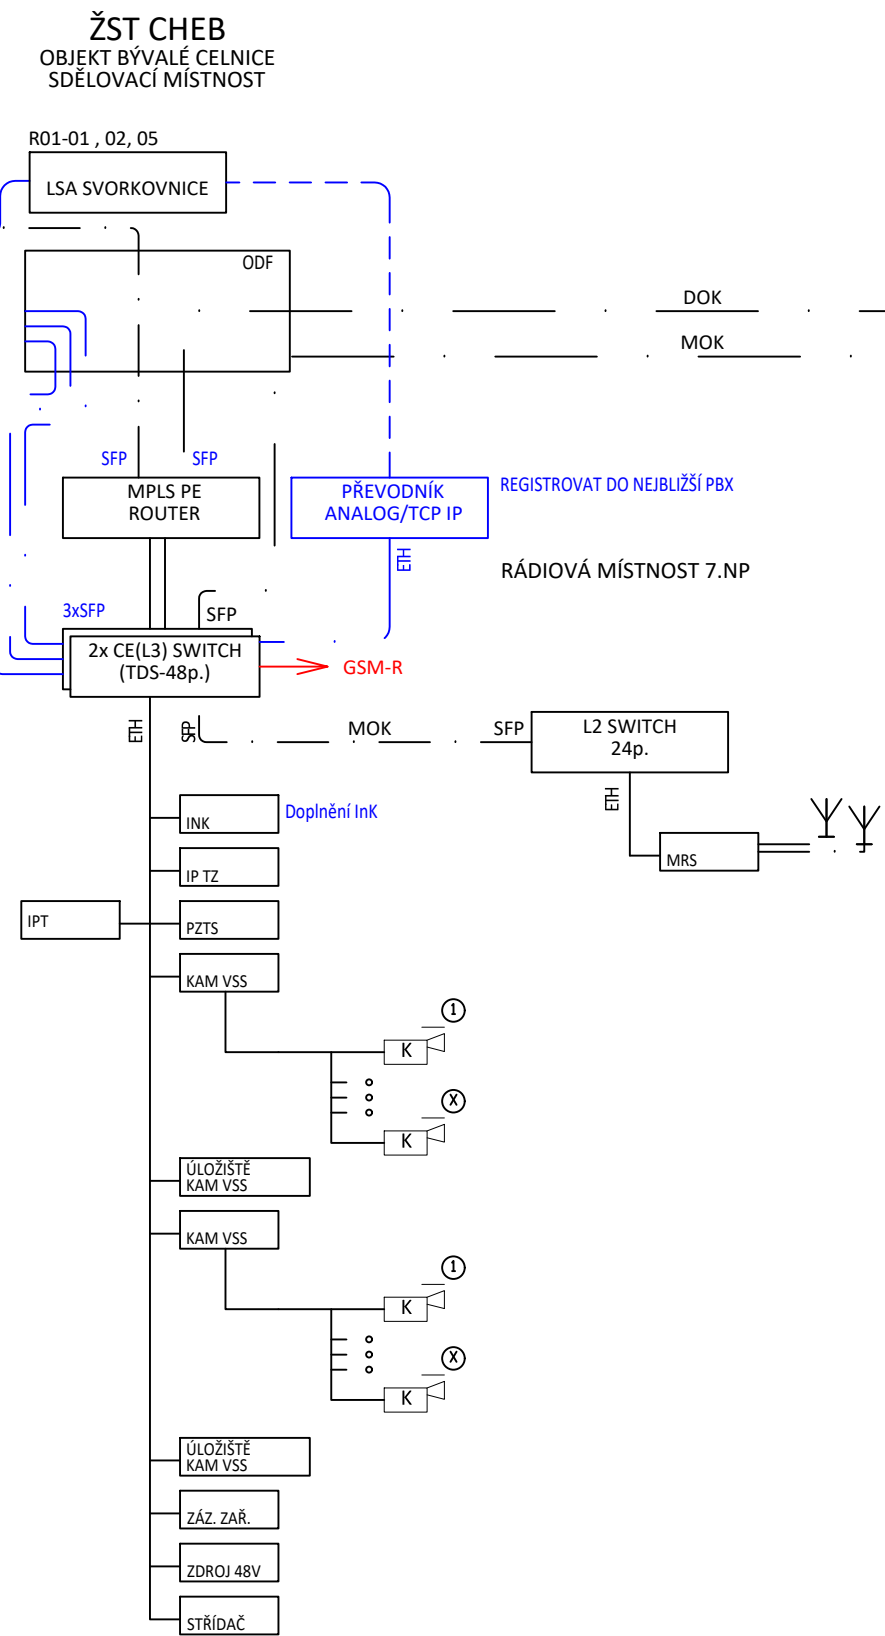 ŽST CHEB
OBJEKT BÝVALÉ CELNICE
SDĚLOVACÍ MÍSTNOST
R01-01 , 02, 05
LSA SVORKOVNICE
ODF
DOK
MOK
SFP
SFP
MPLS PE
ROUTER
PŘEVODNÍK
ANALOG/TCP IP
REGISTROVAT DO NEJBLIŽŠÍ PBX
ETH
RÁDIOVÁ MÍSTNOST 7.NP
3xSFP
SFP
2x CE(L3) SWITCH
(TDS-48p.)
GSM-R
ETH
SFP
MOK
SFP
L2 SWITCH
24p.
ETH
MRS
INK
Doplnění InK
IP TZ
IPT
PZTS
KAM VSS
1
K
X
K
ÚLOŽIŠTĚ
KAM VSS
KAM VSS
1
K
X
K
ÚLOŽIŠTĚ
KAM VSS
ZÁZ. ZAŘ.
ZDROJ 48V
STŘÍDAČ